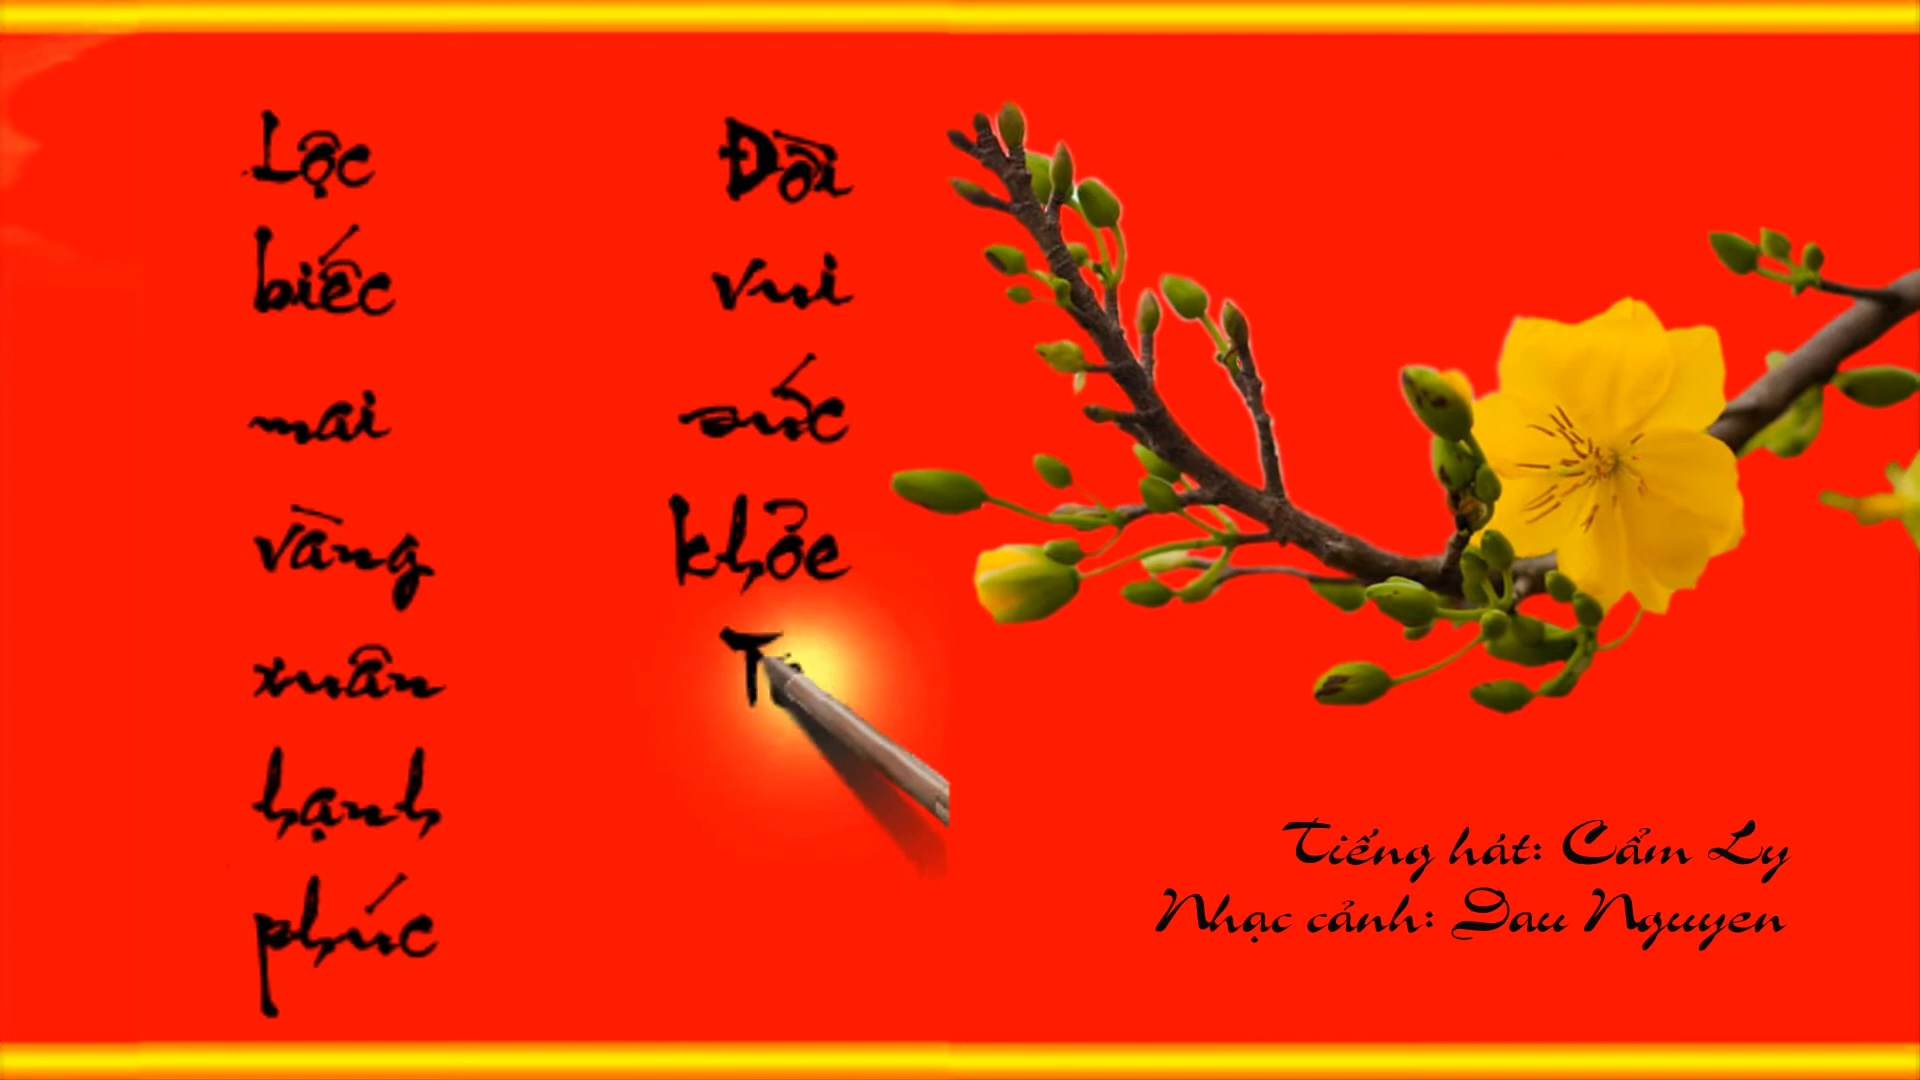 Lộc
biếc
mai
vàng
xuân
hạnh
phúc
Đời
vui
sức
khỏe
T
Tiếng hát: Cẩm Ly
Nhạc cảnh: Dau Nguyen